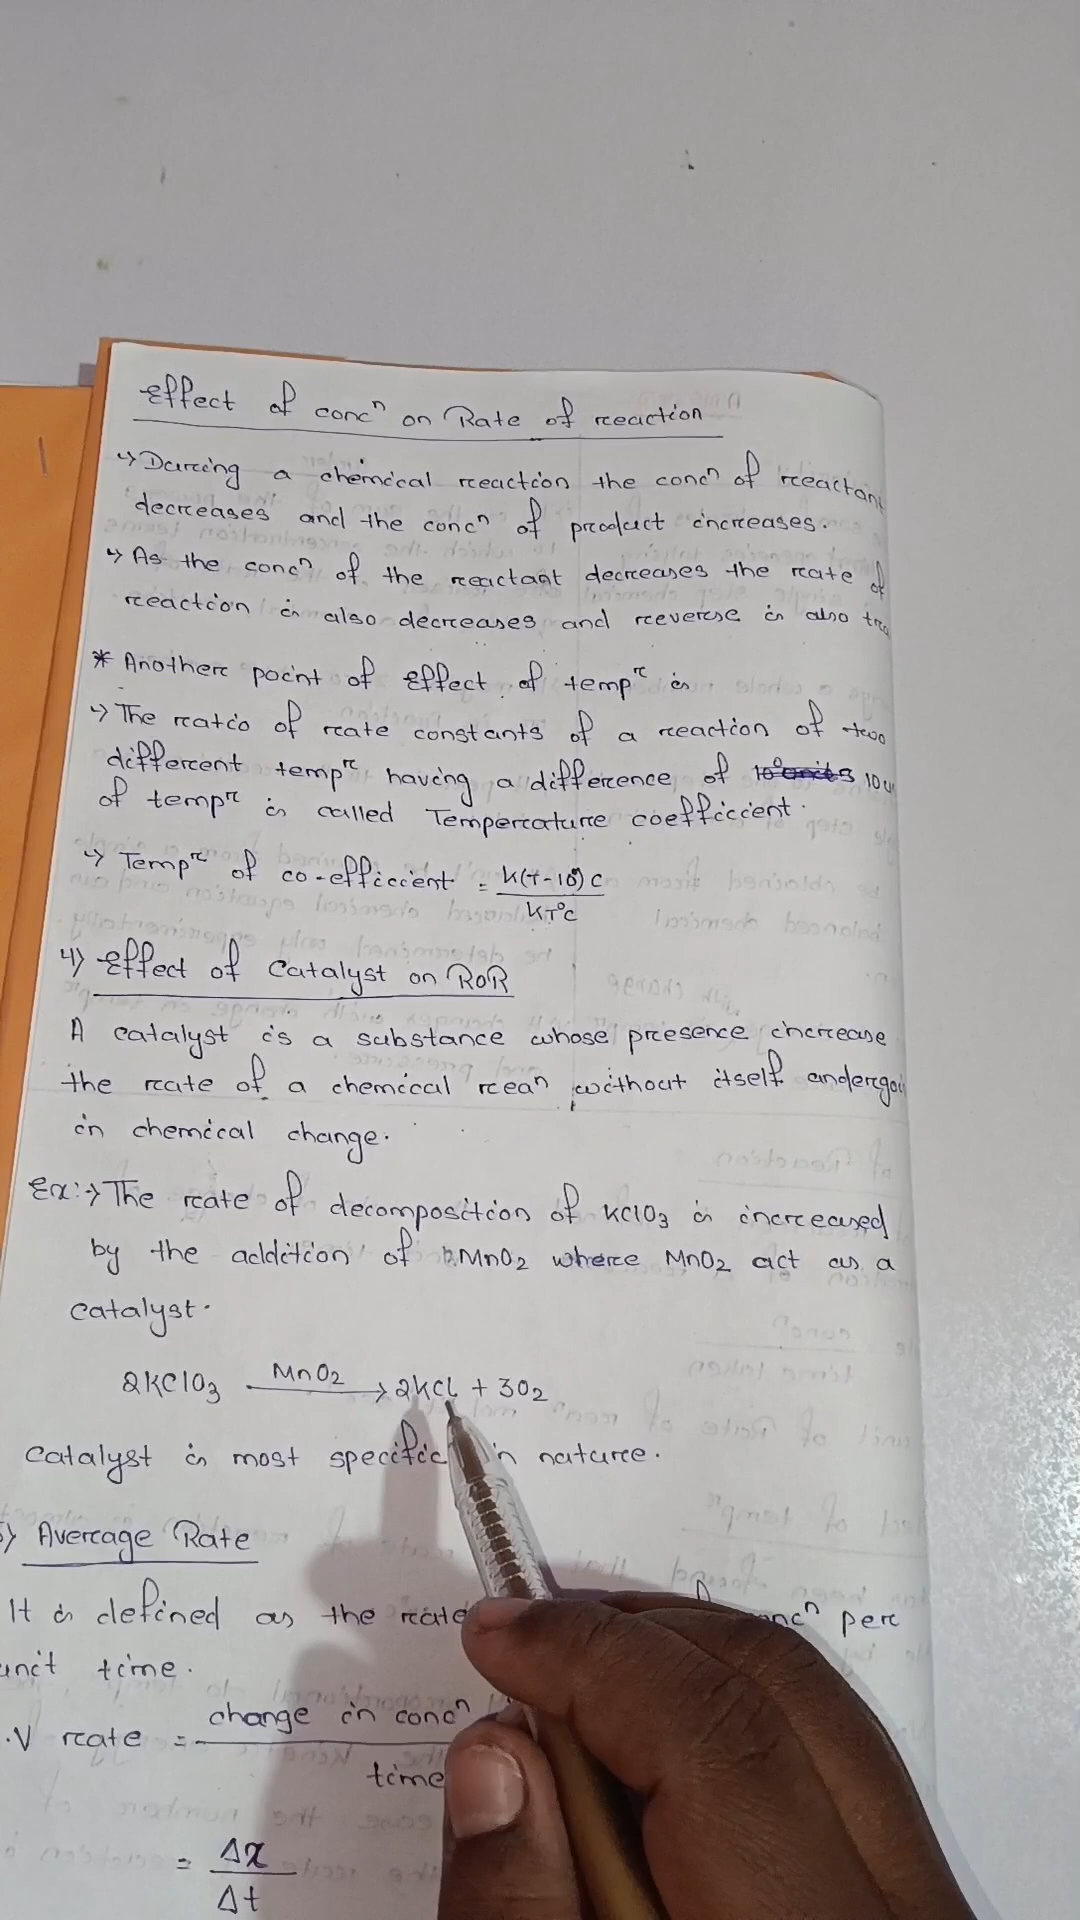 Effect of concⁿ on Rate of reaction
↪ During a chemical reaction the concⁿ of reactant
decreases and the concⁿ of product increases.
↪ As the concⁿ of the reactant decreases the rate of
reaction is also decreases and reverse is also
* Another point of effect of tempʳ is
↪ The ratio of rate constants of a reaction of two
different tempʳ having a difference of 10
of tempʳ is called Temperature coefficient.
↪ Tempʳ of co-efficient = K(T-10°)C / KT°C
4) Effect of Catalyst on ROR
A catalyst is a substance whose presence increase
the rate of a chemical reaⁿ without itself undergoi
in chemical change.
Ex:→ The rate of decomposition of KClO3 is increased
by the addition of MnO2 where MnO2 act as a
catalyst.
2KClO3 —MnO2→ 2KCl + 3O2
catalyst is most specific in nature.
) Average Rate
It is defined as the rate concⁿ per
unit time.
.V rate = change in concⁿ / time
= Δx / Δt